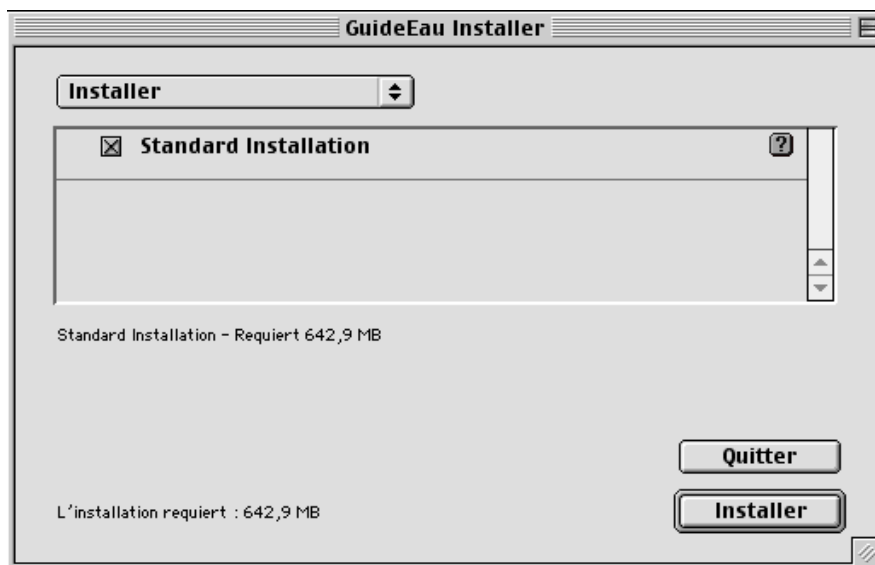 GuideEau Installer
Installer
Standard Installation
?
Standard Installation - Requiert 642,9 MB
Quitter
L'installation requiert : 642,9 MB
Installer